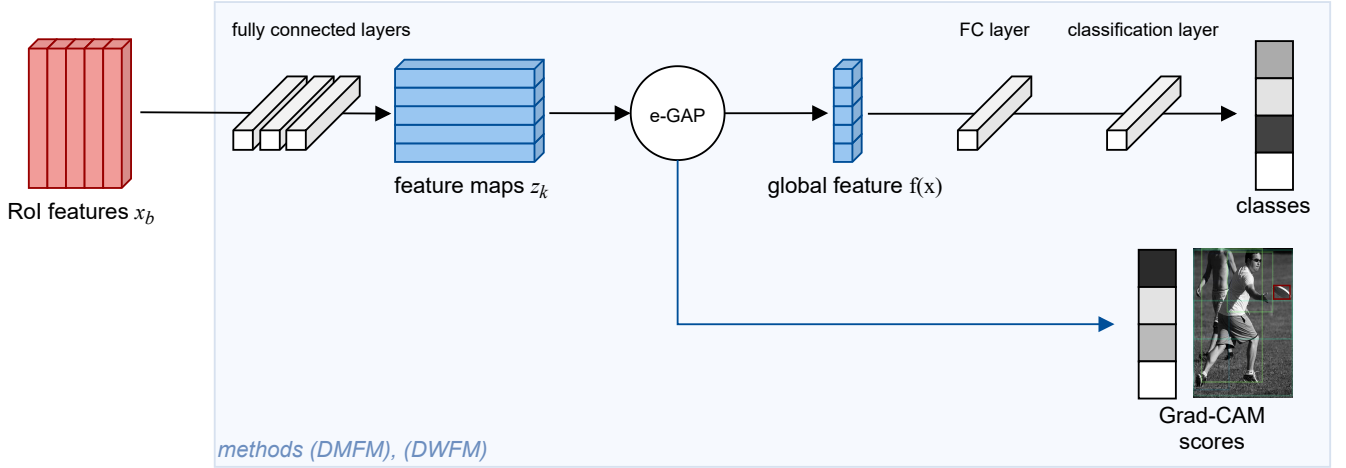 fully connected layers
FC layer
classification layer
e-GAP
feature maps z_k
global feature f(x)
RoI features x_b
classes
Grad-CAM
scores
methods (DMFM), (DWFM)